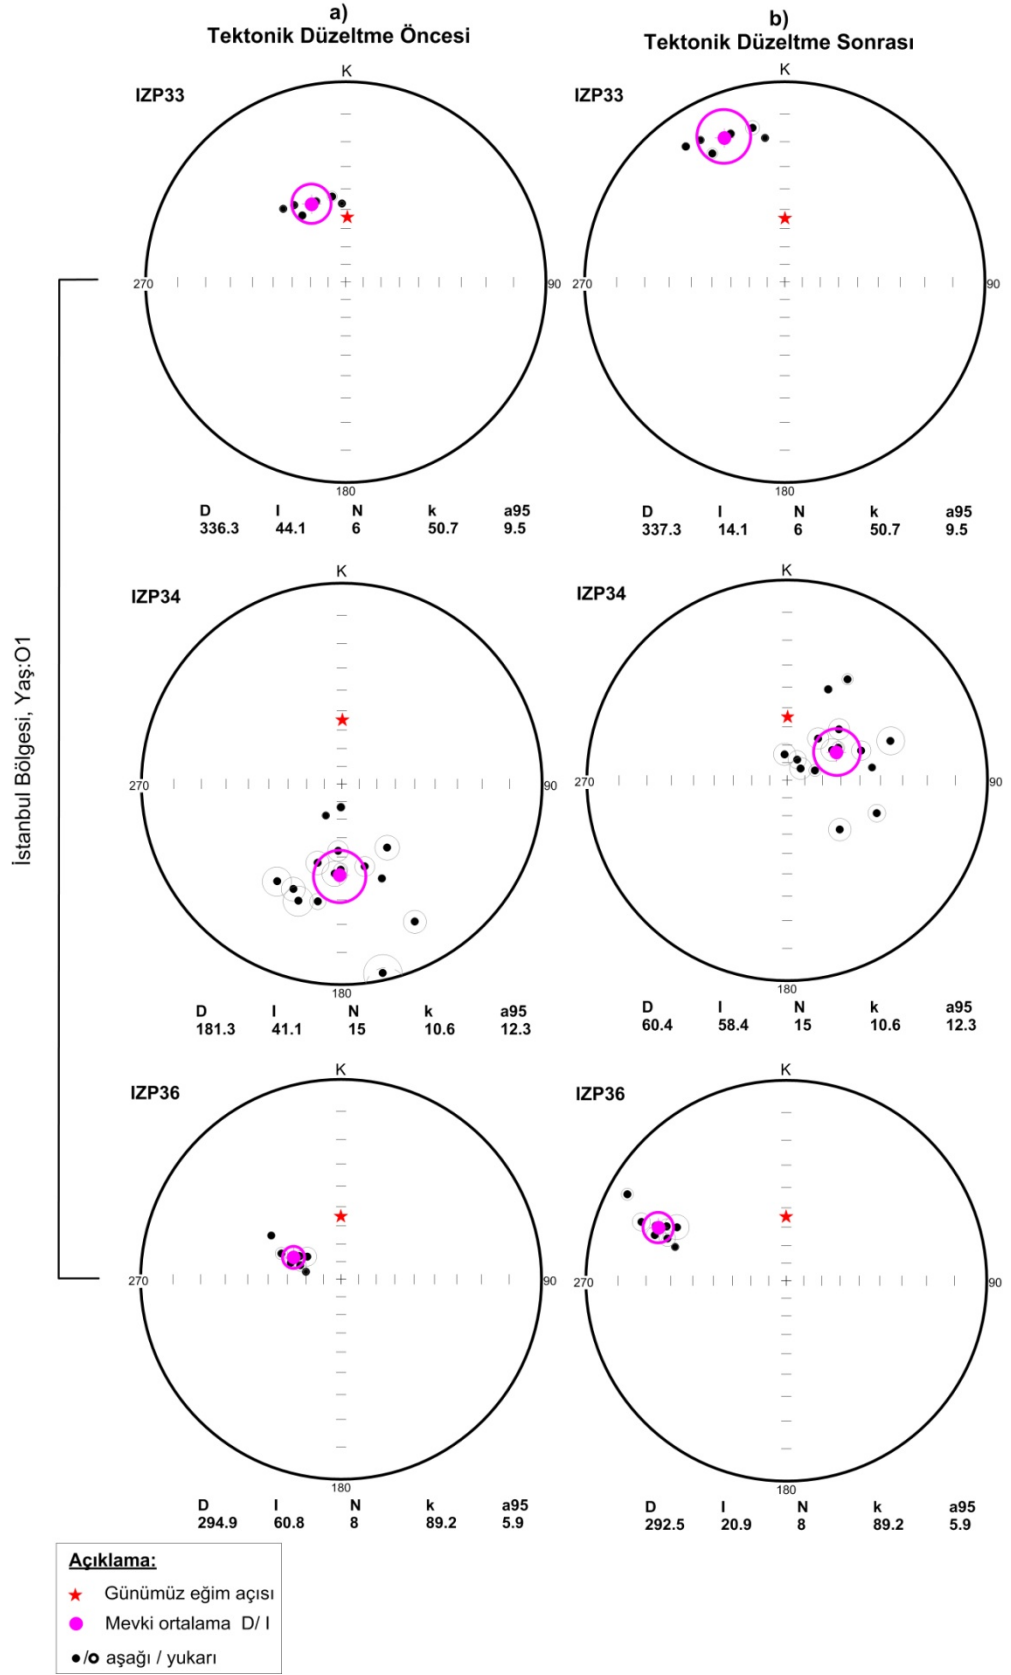 a)
Tektonik Düzeltme Öncesi
b)
Tektonik Düzeltme Sonrası
IZP33
K
270
90
180
D I N k a95
336.3 44.1 6 50.7 9.5
IZP33
K
270
90
180
D I N k a95
337.3 14.1 6 50.7 9.5
İstanbul Bölgesi, Yaş:O1
IZP34
K
270
90
180
D I N k a95
181.3 41.1 15 10.6 12.3
IZP34
K
270
90
180
D I N k a95
60.4 58.4 15 10.6 12.3
IZP36
K
270
90
180
D I N k a95
294.9 60.8 8 89.2 5.9
IZP36
K
270
90
180
D I N k a95
292.5 20.9 8 89.2 5.9
Açıklama:
Günümüz eğim açısı
Mevki ortalama D/ I
/ aşağı / yukarı